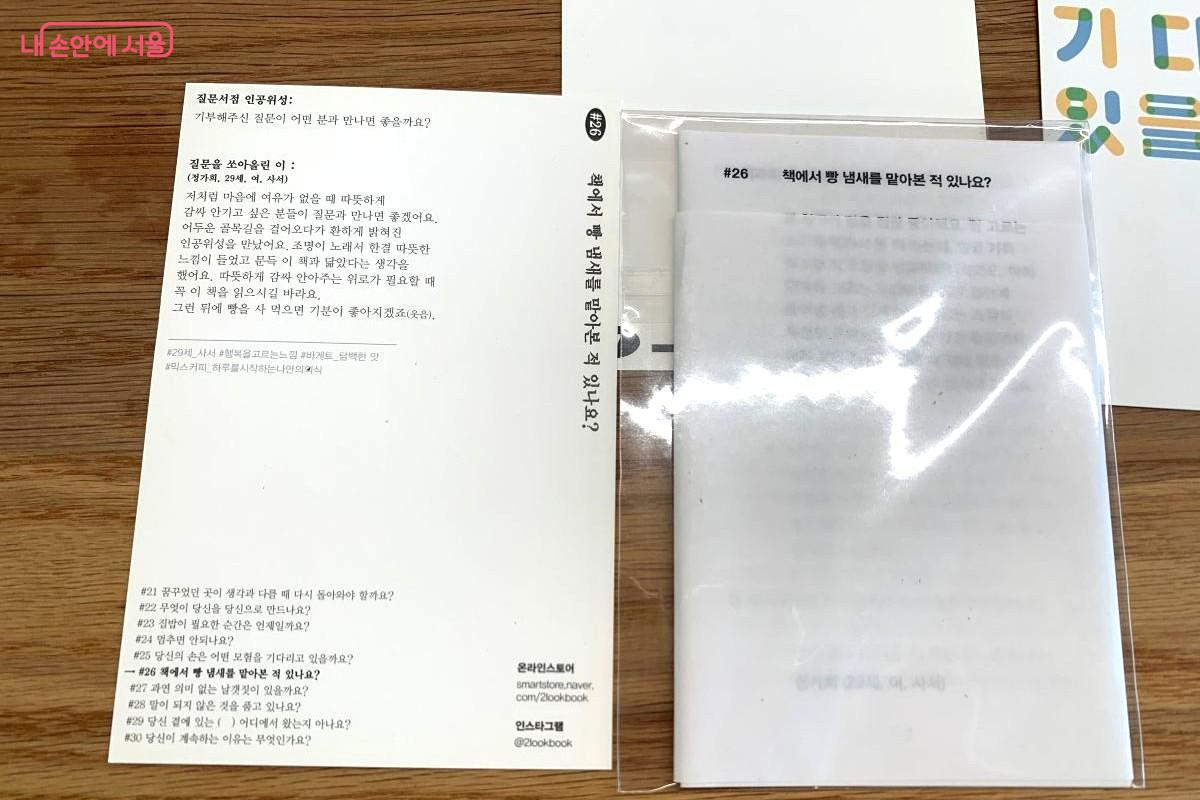 내 손안에 서울
기 다
있를
질문서점 인공위성:
기부해주신 질문이 어떤 분과 만나면 좋을까요?
질문을 쏘아올린 이 :
(정가희, 29세, 여, 사서)
저처럼 마음에 여유가 없을 때 따뜻하게
감싸 안기고 싶은 분들이 질문과 만나면 좋겠어요.
어두운 골목길을 걸어오다가 환하게 밝혀진
인공위성을 만났어요. 조명이 노래서 한결 따뜻한
느낌이 들었고 문득 이 책과 닮았다는 생각을
했어요. 따뜻하게 감싸 안아주는 위로가 필요할 때
꼭 이 책을 읽으시길 바라요.
그런 뒤에 빵을 사 먹으면 기분이 좋아지겠죠(웃음).
#29세_사서 #행복을고르는느낌 #바게트_담백한 맛
#믹스커피_하루를시작하는나만의의식
#21 꿈꾸었던 곳이 생각과 다를 때 다시 돌아와야 할까요?
#22 무엇이 당신을 당신으로 만드나요?
#23 집밥이 필요한 순간은 언제일까요?
#24 멈추면 안되나요?
#25 당신의 손은 어떤 모험을 기다리고 있을까요?
→ #26 책에서 빵 냄새를 맡아본 적 있나요?
#27 과연 의미 없는 날갯짓이 있을까요?
#28 말이 되지 않은 것을 품고 있나요?
#29 당신 곁에 있는 (  ) 어디에서 왔는지 아나요?
#30 당신이 계속하는 이유는 무엇인가요?
온라인스토어
smartstore.naver.
com/2lookbook
인스타그램
@2lookbook
#26 책에서 빵 냄새를 맡아본 적 있나요?
#26 책에서 빵 냄새를 맡아본 적 있나요?